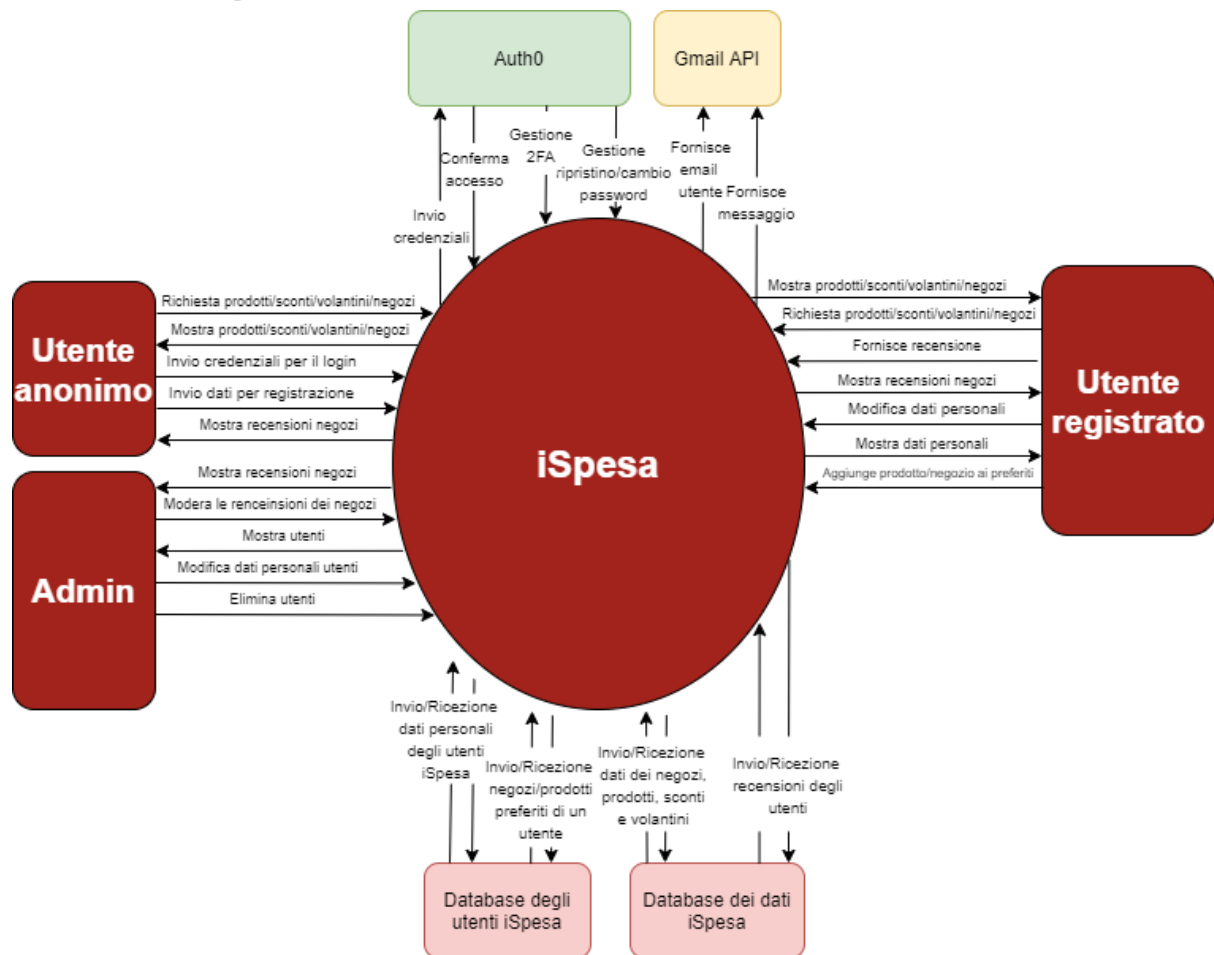 Auth0
Gmail API
Gestione
2FA
Conferma
accesso
Gestione
ripristino/cambio
password
Fornisce
email
utente
Fornisce
messaggio
Invio
credenziali
Utente
anonimo
Richiesta prodotti/sconti/volantini/negozi
Mostra prodotti/sconti/volantini/negozi
Invio credenziali per il login
Invio dati per registrazione
Mostra recensioni negozi
Admin
Mostra recensioni negozi
Modera le renceinsioni dei negozi
Mostra utenti
Modifica dati personali utenti
Elimina utenti
iSpesa
Mostra prodotti/sconti/volantini/negozi
Richiesta prodotti/sconti/volantini/negozi
Fornisce recensione
Mostra recensioni negozi
Modifica dati personali
Mostra dati personali
Aggiunge prodotto/negozio ai preferiti
Utente
registrato
Invio/Ricezione
dati personali
degli utenti
iSpesa
Invio/Ricezione
negozi/prodotti
preferiti di un
utente
Invio/Ricezione
dati dei negozi,
prodotti, sconti
e volantini
Invio/Ricezione
recensioni degli
utenti
Database degli
utenti iSpesa
Database dei dati
iSpesa